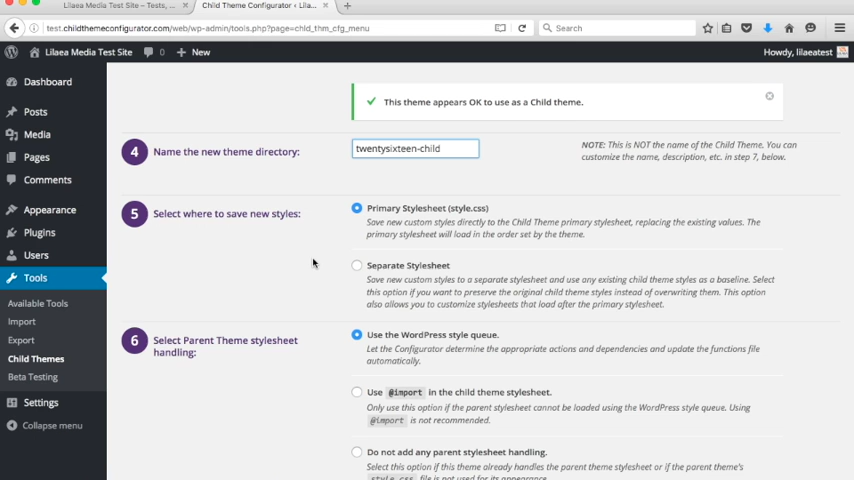 Lilaea Media Test Site – Tests, ...
Child Theme Configurator ‹ Lila...
test.childthemeconfigurator.com/web/wp-admin/tools.php?page=chld_thm_cfg_menu
Search
Lilaea Media Test Site
0
New
Howdy, lilaeatest
Dashboard
Posts
Media
Pages
Comments
Appearance
Plugins
Users
Tools
Available Tools
Import
Export
Child Themes
Beta Testing
Settings
Collapse menu
This theme appears OK to use as a Child theme.
4
Name the new theme directory:
twentysixteen-child
NOTE: This is NOT the name of the Child Theme. You can
customize the name, description, etc. in step 7, below.
5
Select where to save new styles:
Primary Stylesheet (style.css)
Save new custom styles directly to the Child Theme primary stylesheet, replacing the existing values. The
primary stylesheet will load in the order set by the theme.
Separate Stylesheet
Save new custom styles to a separate stylesheet and use any existing child theme styles as a baseline. Select
this option if you want to preserve the original child theme styles instead of overwriting them. This option
also allows you to customize stylesheets that load after the primary stylesheet.
6
Select Parent Theme stylesheet
handling:
Use the WordPress style queue.
Let the Configurator determine the appropriate actions and dependencies and update the functions file
automatically.
Use @import in the child theme stylesheet.
Only use this option if the parent stylesheet cannot be loaded using the WordPress style queue. Using
@import is not recommended.
Do not add any parent stylesheet handling.
Select this option if this theme already handles the parent theme stylesheet or if the parent theme's
style.css file is not used for its appearance.